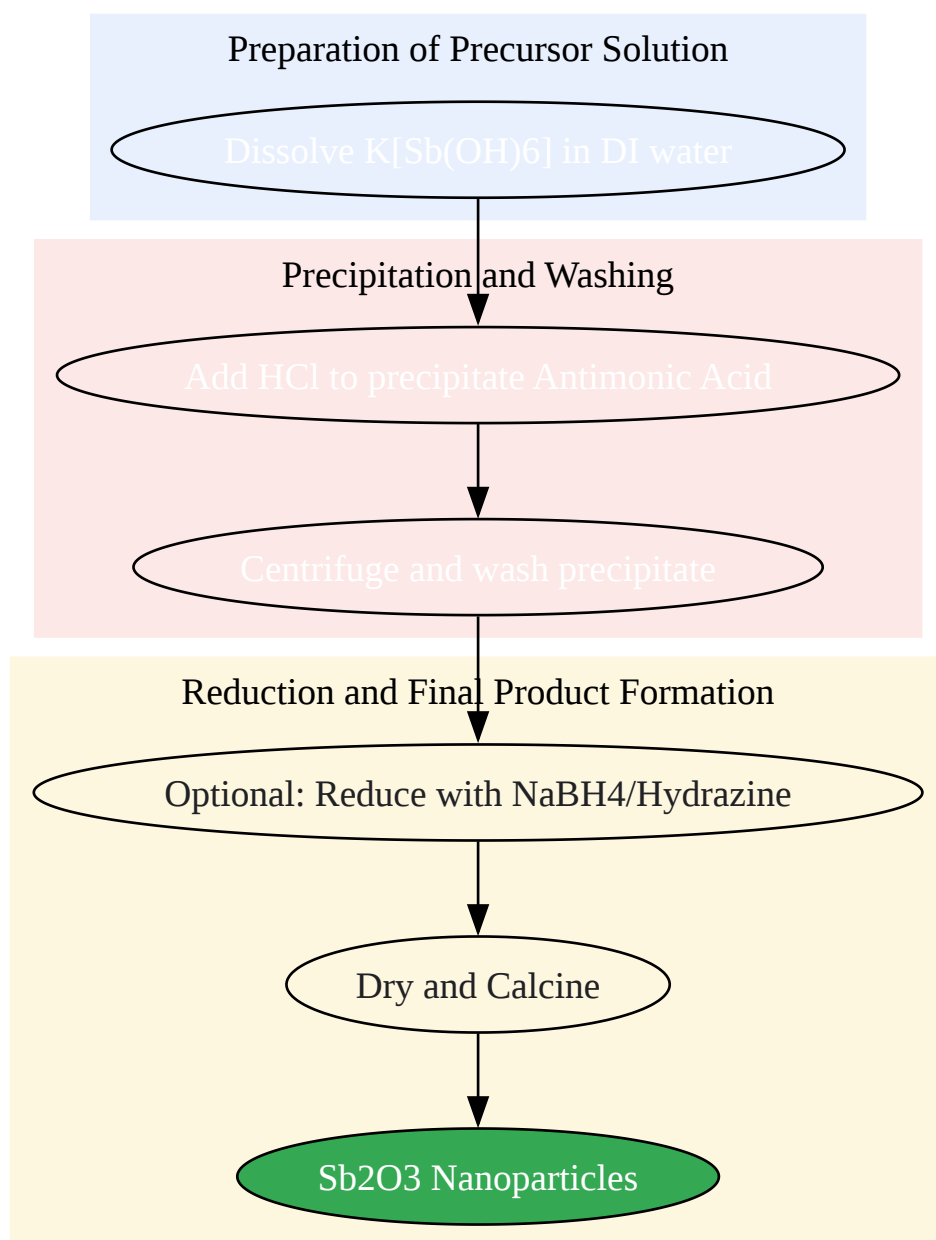 Preparation of Precursor Solution
Dissolve K[Sb(OH)6] in DI water
Precipitation and Washing
Add HCl to precipitate Antimonic Acid
Centrifuge and wash precipitate
Reduction and Final Product Formation
Optional: Reduce with NaBH4/Hydrazine
Dry and Calcine
Sb2O3 Nanoparticles